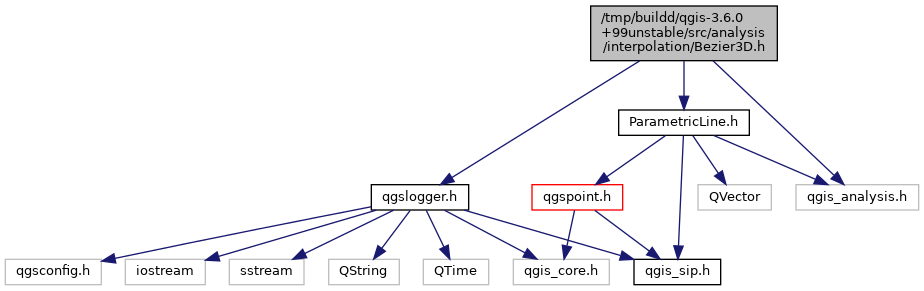 /tmp/buildd/qgis-3.6.0
+99unstable/src/analysis
/interpolation/Bezier3D.h
ParametricLine.h
qgslogger.h
qgspoint.h
QVector
qgis_analysis.h
qgsconfig.h
iostream
sstream
QString
QTime
qgis_core.h
qgis_sip.h